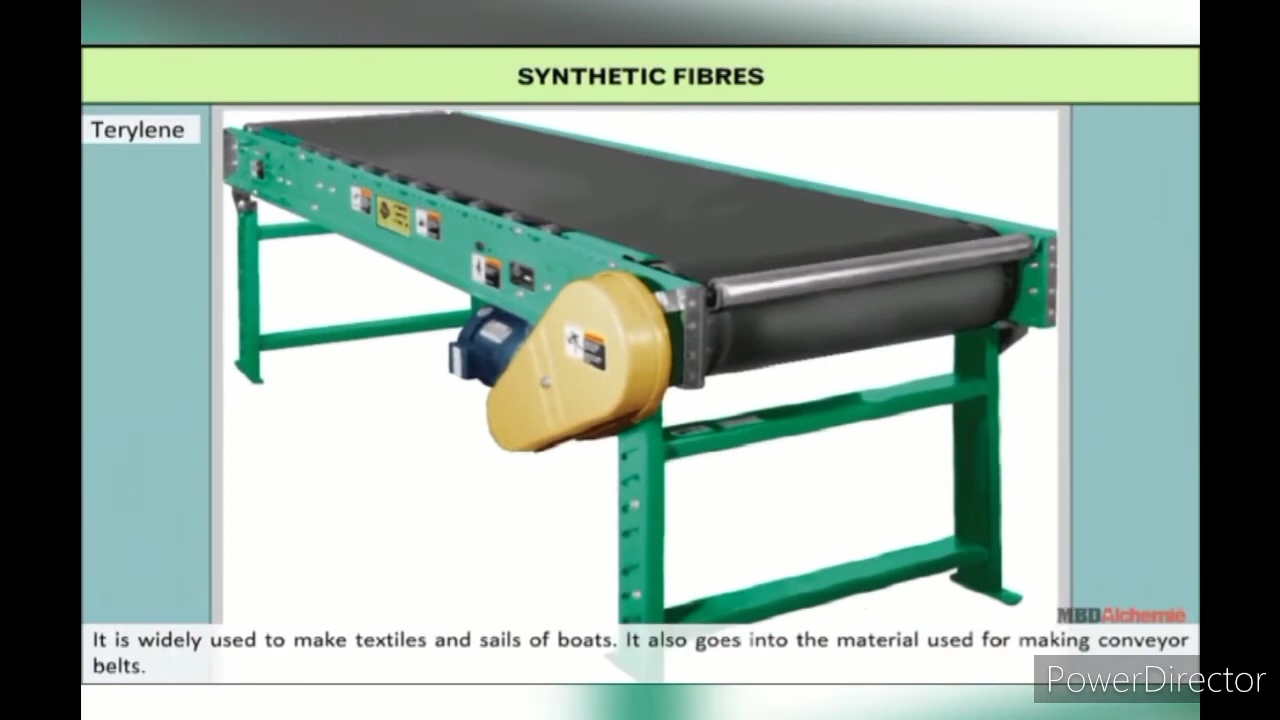 SYNTHETIC FIBRES
Terylene
MBDAlchemié
It is widely used to make textiles and sails of boats. It also goes into the material used for making conveyor
belts.
PowerDirector